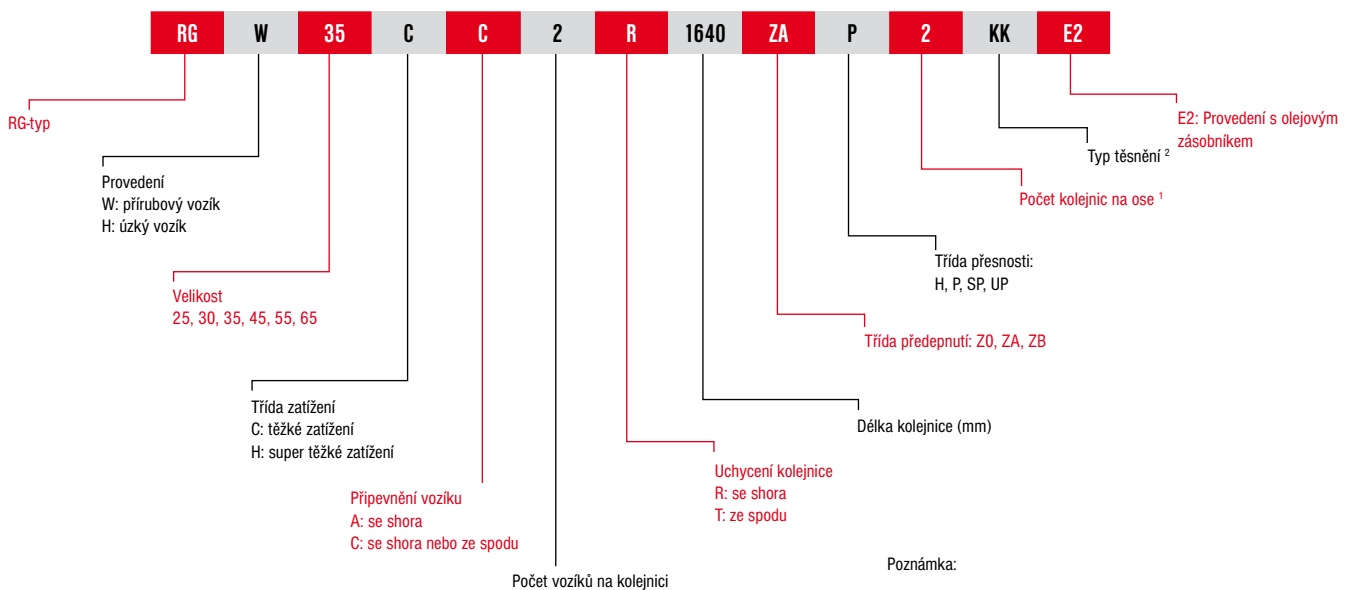 RG W 35 C C 2 R 1640 ZA P 2 KK E2
RG-typ
Provedení
W: přírubový vozík
H: úzký vozík
Velikost
25, 30, 35, 45, 55, 65
Třída zatížení
C: těžké zatížení
H: super těžké zatížení
Připevnění vozíku
A: se shora
C: se shora nebo ze spodu
Počet vozíků na kolejnici
Uchycení kolejnice
R: se shora
T: ze spodu
Délka kolejnice (mm)
Třída předepnutí: Z0, ZA, ZB
Třída přesnosti:
H, P, SP, UP
Počet kolejnic na ose ¹
Typ těsnění ²
E2: Provedení s olejovým
zásobníkem
Poznámka: